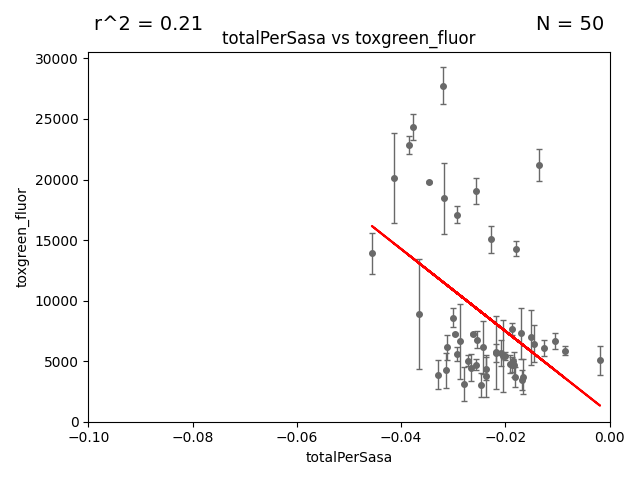 r^2 = 0.21
N = 50
totalPerSasa vs toxgreen_fluor
30000
25000
20000
15000
10000
5000
0
toxgreen_fluor
−0.10 −0.08 −0.06 −0.04 −0.02 0.00
totalPerSasa